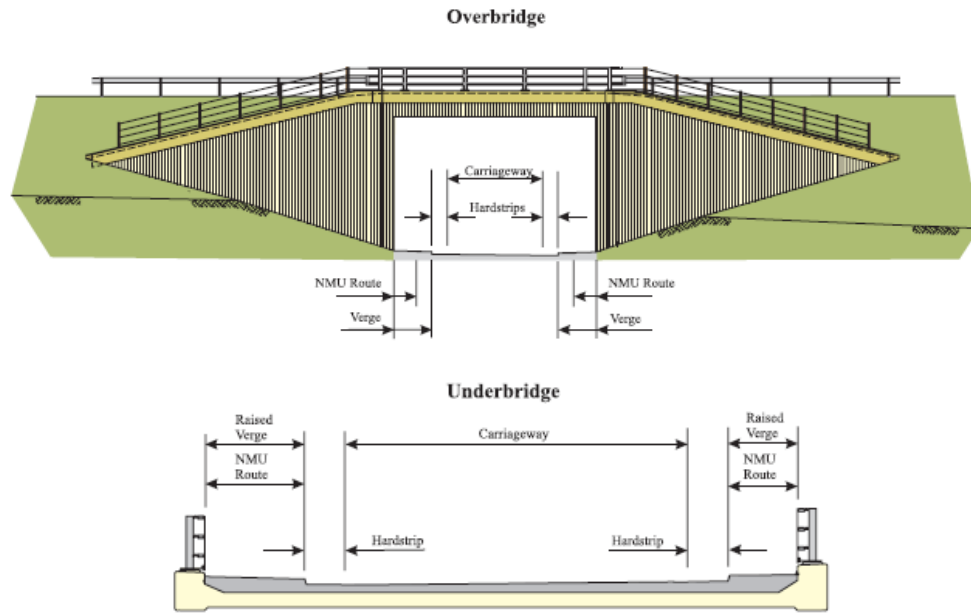 Overbridge
Carriageway
Hardstrips
NMU Route
NMU Route
Verge
Verge
Underbridge
Raised
Verge
Carriageway
Raised
Verge
NMU
Route
NMU
Route
Hardstrip
Hardstrip